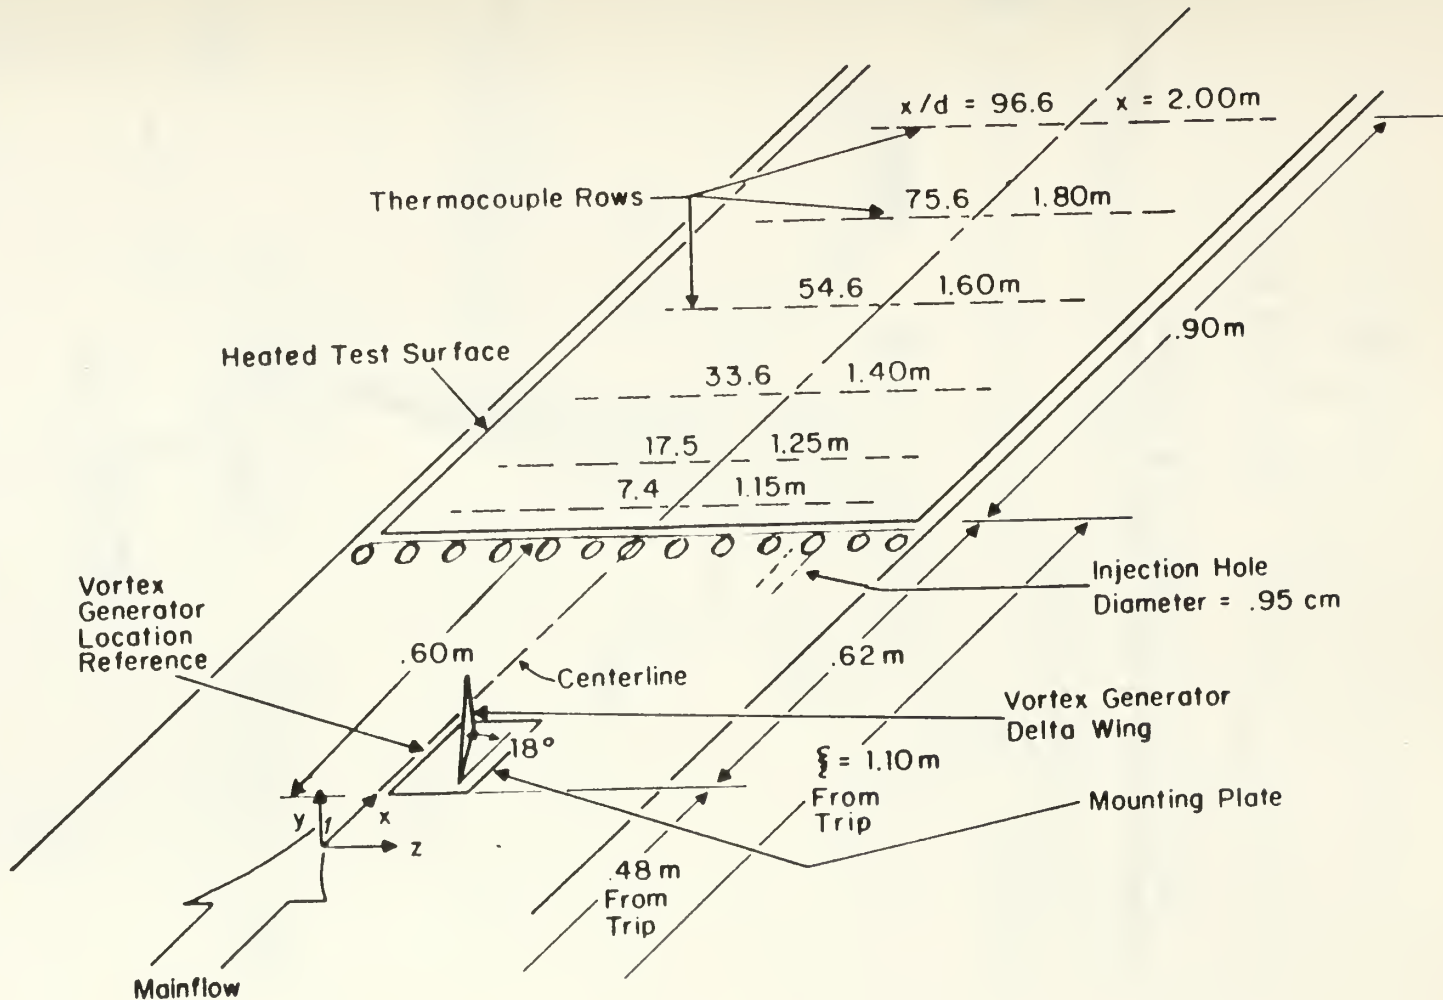 x/d = 96.6 x = 2.00m
Thermocouple Rows
75.6 1.80m
54.6 1.60m
.90m
Heated Test Surface
33.6 1.40m
17.5 1.25m
7.4 1.15m
Vortex
Generator
Location
Reference
Injection Hole
Diameter = .95 cm
.60m
Centerline
.62m
Vortex Generator
Delta Wing
18°
ξ = 1.10m
From
Trip
Mounting Plate
y
x
z
.48m
From
Trip
Mainflow